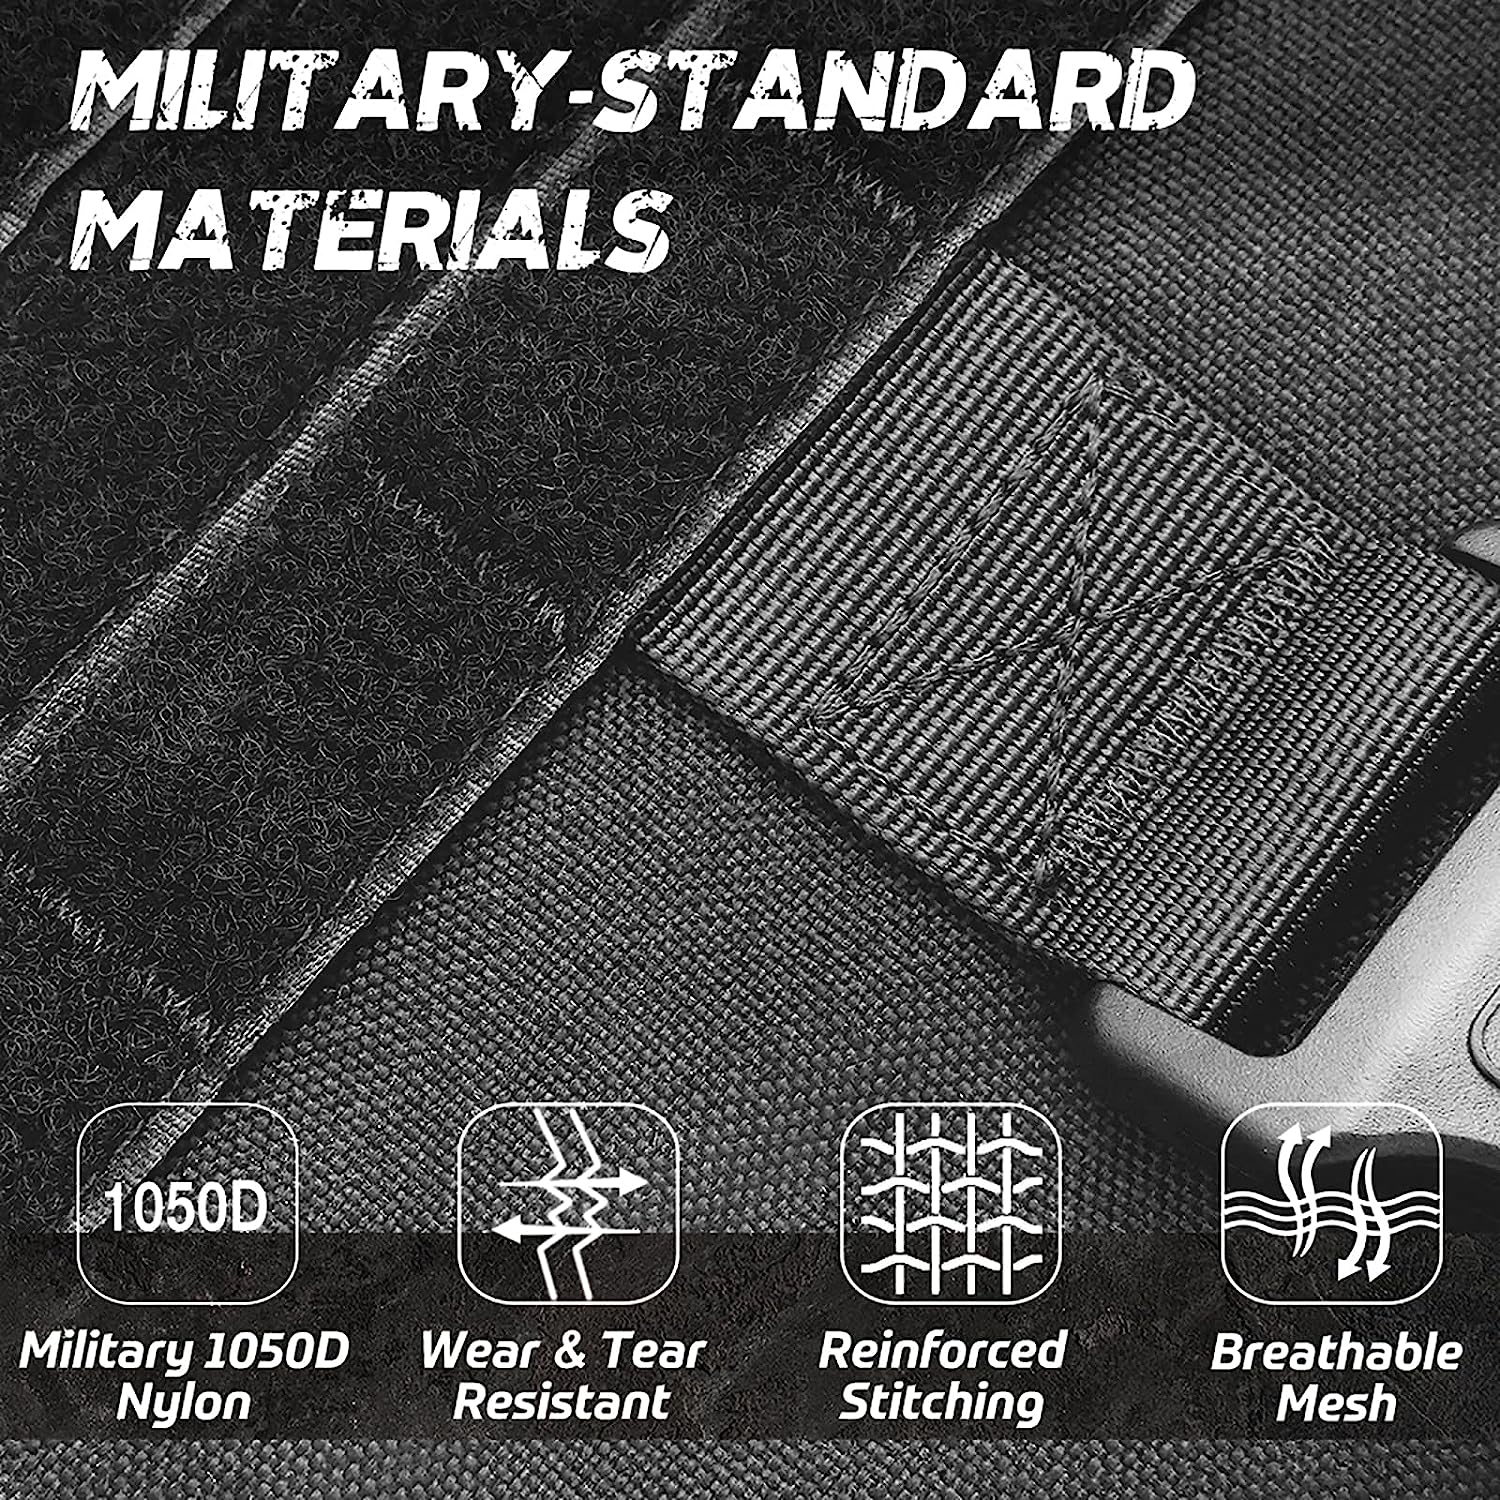 MILITARY-STANDARD
MATERIALS
1050D
Military 1050D
Nylon
Wear & Tear
Resistant
Reinforced
Stitching
Breathable
Mesh